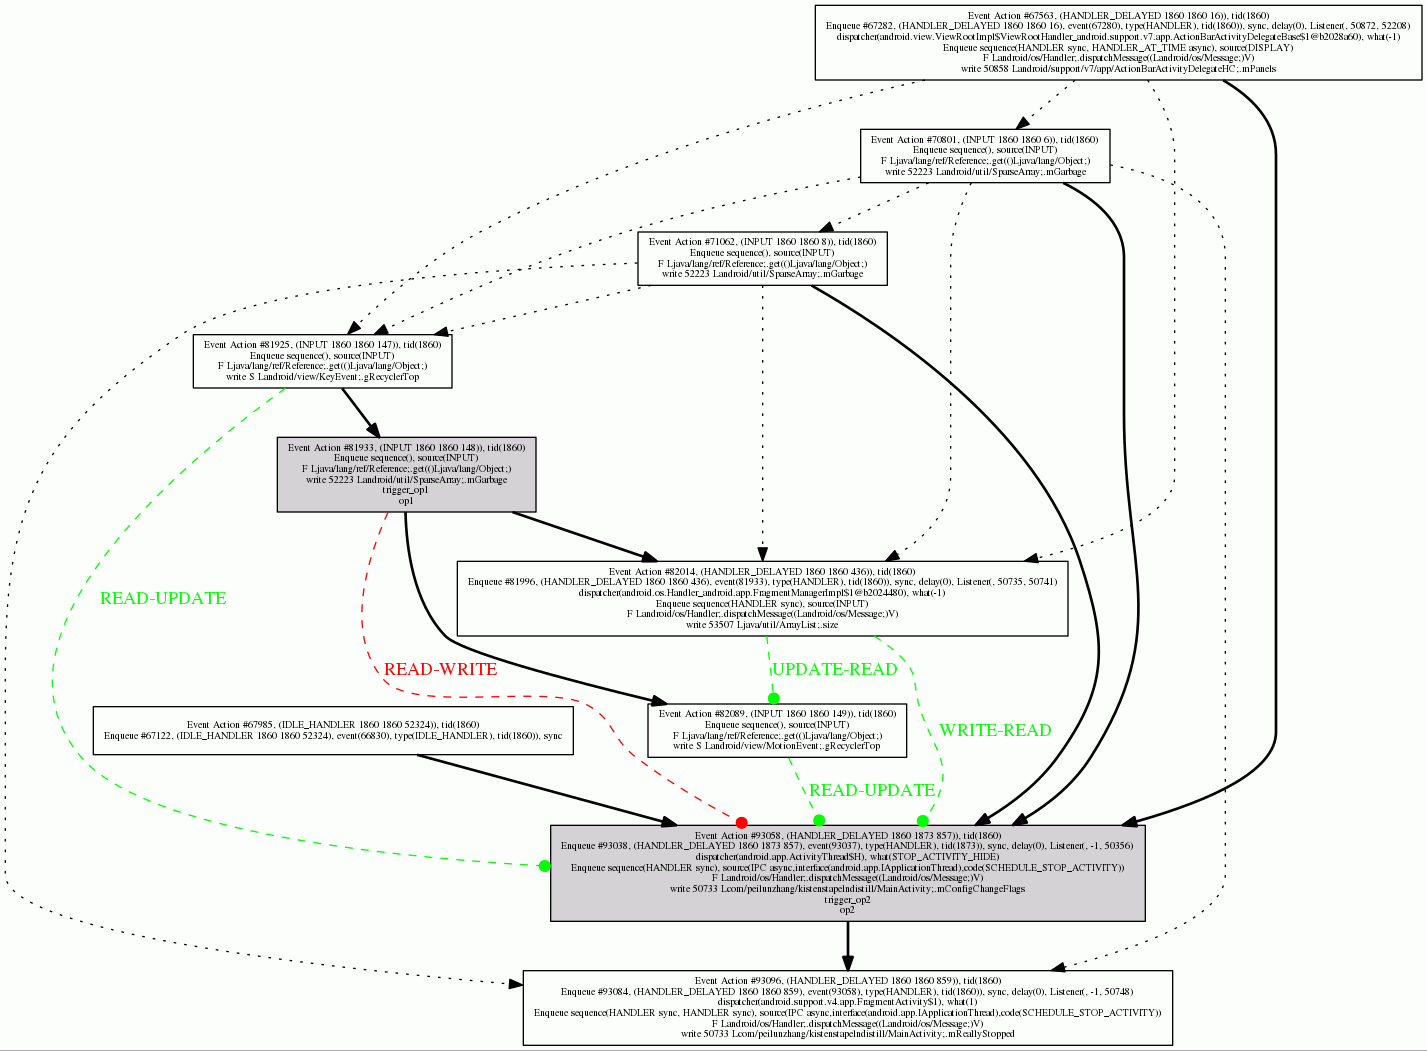 Event Action #67563, (HANDLER_DELAYED 1860 1860 16)), tid(1860)
Enqueue #67282, (HANDLER_DELAYED 1860 1860 16), event(67280), type(HANDLER), tid(1860)), sync, delay(0), Listener(, 50872, 52208)
dispatcher(android.view.ViewRootImpl$ViewRootHandler_android.support.v7.app.ActionBarActivityDelegateBase$1@b2028a60), what(-1)
Enqueue sequence(HANDLER sync, HANDLER_AT_TIME async), source(DISPLAY)
F Landroid/os/Handler;.dispatchMessage((Landroid/os/Message;)V)
write 50858 Landroid/support/v7/app/ActionBarActivityDelegateHC;.mPanels
Event Action #70801, (INPUT 1860 1860 6)), tid(1860)
Enqueue sequence(), source(INPUT)
F Ljava/lang/ref/Reference;.get(()Ljava/lang/Object;)
write 52223 Landroid/util/SparseArray;.mGarbage
Event Action #71062, (INPUT 1860 1860 8)), tid(1860)
Enqueue sequence(), source(INPUT)
F Ljava/lang/ref/Reference;.get(()Ljava/lang/Object;)
write 52223 Landroid/util/SparseArray;.mGarbage
Event Action #81925, (INPUT 1860 1860 147)), tid(1860)
Enqueue sequence(), source(INPUT)
F Ljava/lang/ref/Reference;.get(()Ljava/lang/Object;)
write S Landroid/view/KeyEvent;.gRecyclerTop
Event Action #81933, (INPUT 1860 1860 148)), tid(1860)
Enqueue sequence(), source(INPUT)
F Ljava/lang/ref/Reference;.get(()Ljava/lang/Object;)
write 52223 Landroid/util/SparseArray;.mGarbage
trigger_op1
op1
Event Action #82014, (HANDLER_DELAYED 1860 1860 436)), tid(1860)
Enqueue #81996, (HANDLER_DELAYED 1860 1860 436), event(81933), type(HANDLER), tid(1860)), sync, delay(0), Listener(, 50735, 50741)
dispatcher(android.os.Handler_android.app.FragmentManagerImpl$1@b2024480), what(-1)
Enqueue sequence(HANDLER sync), source(INPUT)
F Landroid/os/Handler;.dispatchMessage((Landroid/os/Message;)V)
write 53507 Ljava/util/ArrayList;.size
READ-UPDATE
READ-WRITE
UPDATE-READ
WRITE-READ
Event Action #67985, (IDLE_HANDLER 1860 1860 52324)), tid(1860)
Enqueue #67122, (IDLE_HANDLER 1860 1860 52324), event(66830), type(IDLE_HANDLER), tid(1860)), sync
Event Action #82089, (INPUT 1860 1860 149)), tid(1860)
Enqueue sequence(), source(INPUT)
F Ljava/lang/ref/Reference;.get(()Ljava/lang/Object;)
write S Landroid/view/MotionEvent;.gRecyclerTop
READ-UPDATE
Event Action #93058, (HANDLER_DELAYED 1860 1873 857)), tid(1860)
Enqueue #93038, (HANDLER_DELAYED 1860 1873 857), event(93037), type(HANDLER), tid(1873)), sync, delay(0), Listener(, -1, 50356)
dispatcher(android.app.ActivityThread$H), what(STOP_ACTIVITY_HIDE)
Enqueue sequence(HANDLER sync), source(IPC async,interface(android.app.IApplicationThread),code(SCHEDULE_STOP_ACTIVITY))
F Landroid/os/Handler;.dispatchMessage((Landroid/os/Message;)V)
write 50733 Lcom/peilunzhang/kistenstapelndistill/MainActivity;.mConfigChangeFlags
trigger_op2
op2
Event Action #93096, (HANDLER_DELAYED 1860 1860 859)), tid(1860)
Enqueue #93084, (HANDLER_DELAYED 1860 1860 859), event(93058), type(HANDLER), tid(1860)), sync, delay(0), Listener(, -1, 50748)
dispatcher(android.support.v4.app.FragmentActivity$1), what(1)
Enqueue sequence(HANDLER sync, HANDLER sync), source(IPC async,interface(android.app.IApplicationThread),code(SCHEDULE_STOP_ACTIVITY))
F Landroid/os/Handler;.dispatchMessage((Landroid/os/Message;)V)
write 50733 Lcom/peilunzhang/kistenstapelndistill/MainActivity;.mReallyStopped